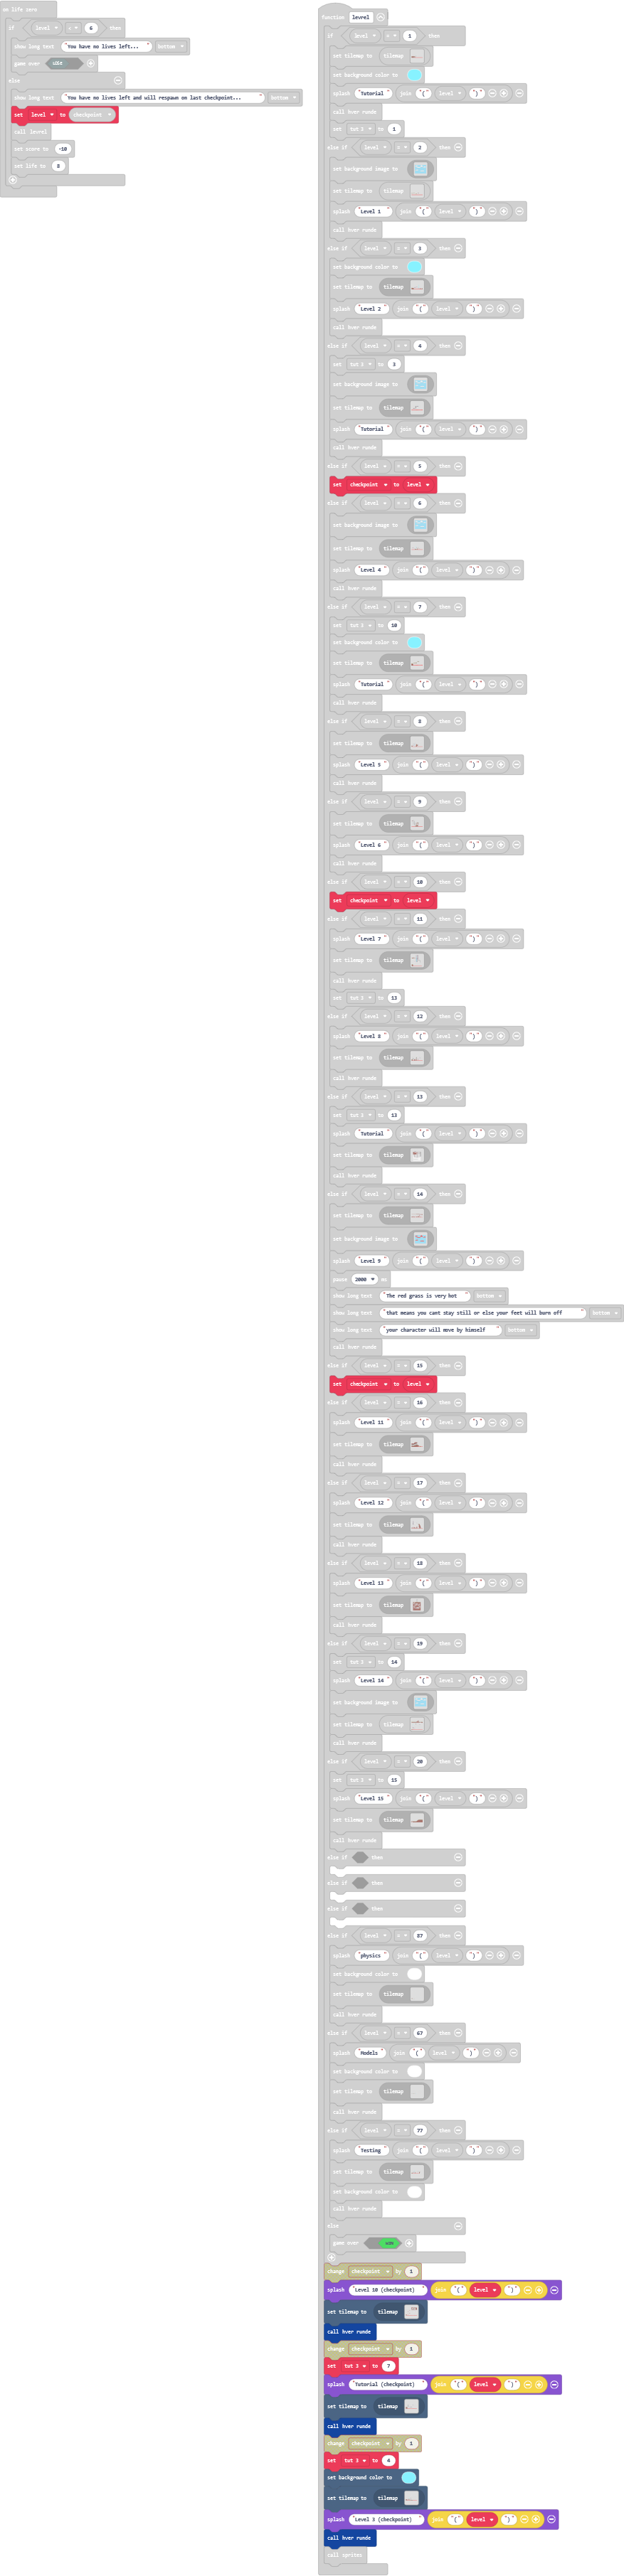 on life zero
if level < 6 then
show long text "You have no lives left..." bottom
game over LOSE
else
show long text "You have no lives left and will respawn on last checkpoint..." bottom
set level to checkpoint
call levrel
set score to -10
set life to 8
function levrel
if level = 1 then
set tilemap to tilemap
set background color to
splash "Tutorial" join "(" level ")"
call hver runde
set tut 3 to 1
else if level = 2 then
set background image to
set tilemap to tilemap
splash "Level 1" join "(" level ")"
call hver runde
else if level = 3 then
set background color to
set tilemap to tilemap
splash "Level 2" join "(" level ")"
call hver runde
else if level = 4 then
set tut 3 to 3
set background image to
set tilemap to tilemap
splash "Tutorial" join "(" level ")"
call hver runde
else if level = 5 then
set checkpoint to level
else if level = 6 then
set background image to
set tilemap to tilemap
splash "Level 4" join "(" level ")"
call hver runde
else if level = 7 then
set tut 3 to 10
set background color to
set tilemap to tilemap
splash "Tutorial" join "(" level ")"
call hver runde
else if level = 8 then
set tilemap to tilemap
splash "Level 5" join "(" level ")"
call hver runde
else if level = 9 then
set tilemap to tilemap
splash "Level 6" join "(" level ")"
call hver runde
else if level = 10 then
set checkpoint to level
else if level = 11 then
splash "Level 7" join "(" level ")"
set tilemap to tilemap
call hver runde
set tut 3 to 13
else if level = 12 then
splash "Level 8" join "(" level ")"
set tilemap to tilemap
call hver runde
else if level = 13 then
set tut 3 to 13
splash "Tutorial" join "(" level ")"
set tilemap to tilemap
call hver runde
else if level = 14 then
set tilemap to tilemap
set background image to
splash "Level 9" join "(" level ")"
pause 2000 ms
show long text "The red grass is very hot" bottom
show long text "that means you cant stay still or else your feet will burn off" bottom
show long text "your character will move by himself" bottom
call hver runde
else if level = 15 then
set checkpoint to level
else if level = 16 then
splash "Level 11" join "(" level ")"
set tilemap to tilemap
call hver runde
else if level = 17 then
splash "Level 12" join "(" level ")"
set tilemap to tilemap
call hver runde
else if level = 18 then
splash "Level 13" join "(" level ")"
set tilemap to tilemap
call hver runde
else if level = 19 then
set tut 3 to 14
splash "Level 14" join "(" level ")"
set background image to
set tilemap to tilemap
call hver runde
else if level = 20 then
set tut 3 to 15
splash "Level 15" join "(" level ")"
set tilemap to tilemap
call hver runde
else if then
else if then
else if then
else if level = 87 then
splash "physics" join "(" level ")"
set background color to
set tilemap to tilemap
call hver runde
else if level = 67 then
splash "Models" join "(" level ")"
set background color to
set tilemap to tilemap
call hver runde
else if level = 77 then
splash "Testing" join "(" level ")"
set tilemap to tilemap
set background color to
call hver runde
else
game over WIN
change checkpoint by 1
splash "Level 10 (checkpoint)" join "(" level ")"
set tilemap to tilemap
call hver runde
change checkpoint by 1
set tut 3 to 7
splash "Tutorial (checkpoint)" join "(" level ")"
set tilemap to tilemap
call hver runde
change checkpoint by 1
set tut 3 to 4
set background color to
set tilemap to tilemap
splash "Level 3 (checkpoint)" join "(" level ")"
call hver runde
call sprites